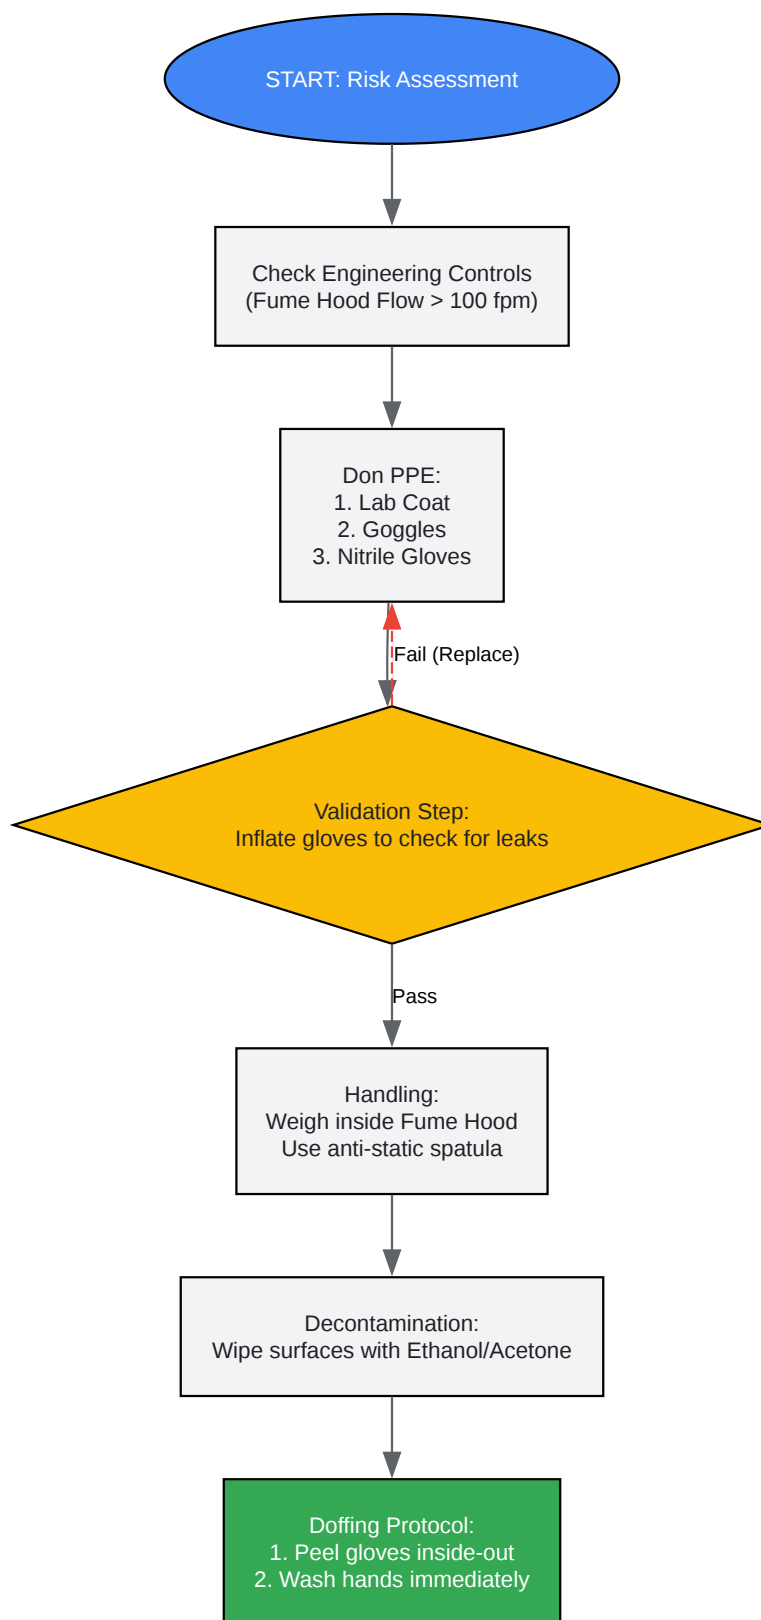 START: Risk Assessment
Check Engineering Controls
(Fume Hood Flow > 100 fpm)
Don PPE:
1. Lab Coat
2. Goggles
3. Nitrile Gloves
Fail (Replace)
Validation Step:
Inflate gloves to check for leaks
Pass
Handling:
Weigh inside Fume Hood
Use anti-static spatula
Decontamination:
Wipe surfaces with Ethanol/Acetone
Doffing Protocol:
1. Peel gloves inside-out
2. Wash hands immediately